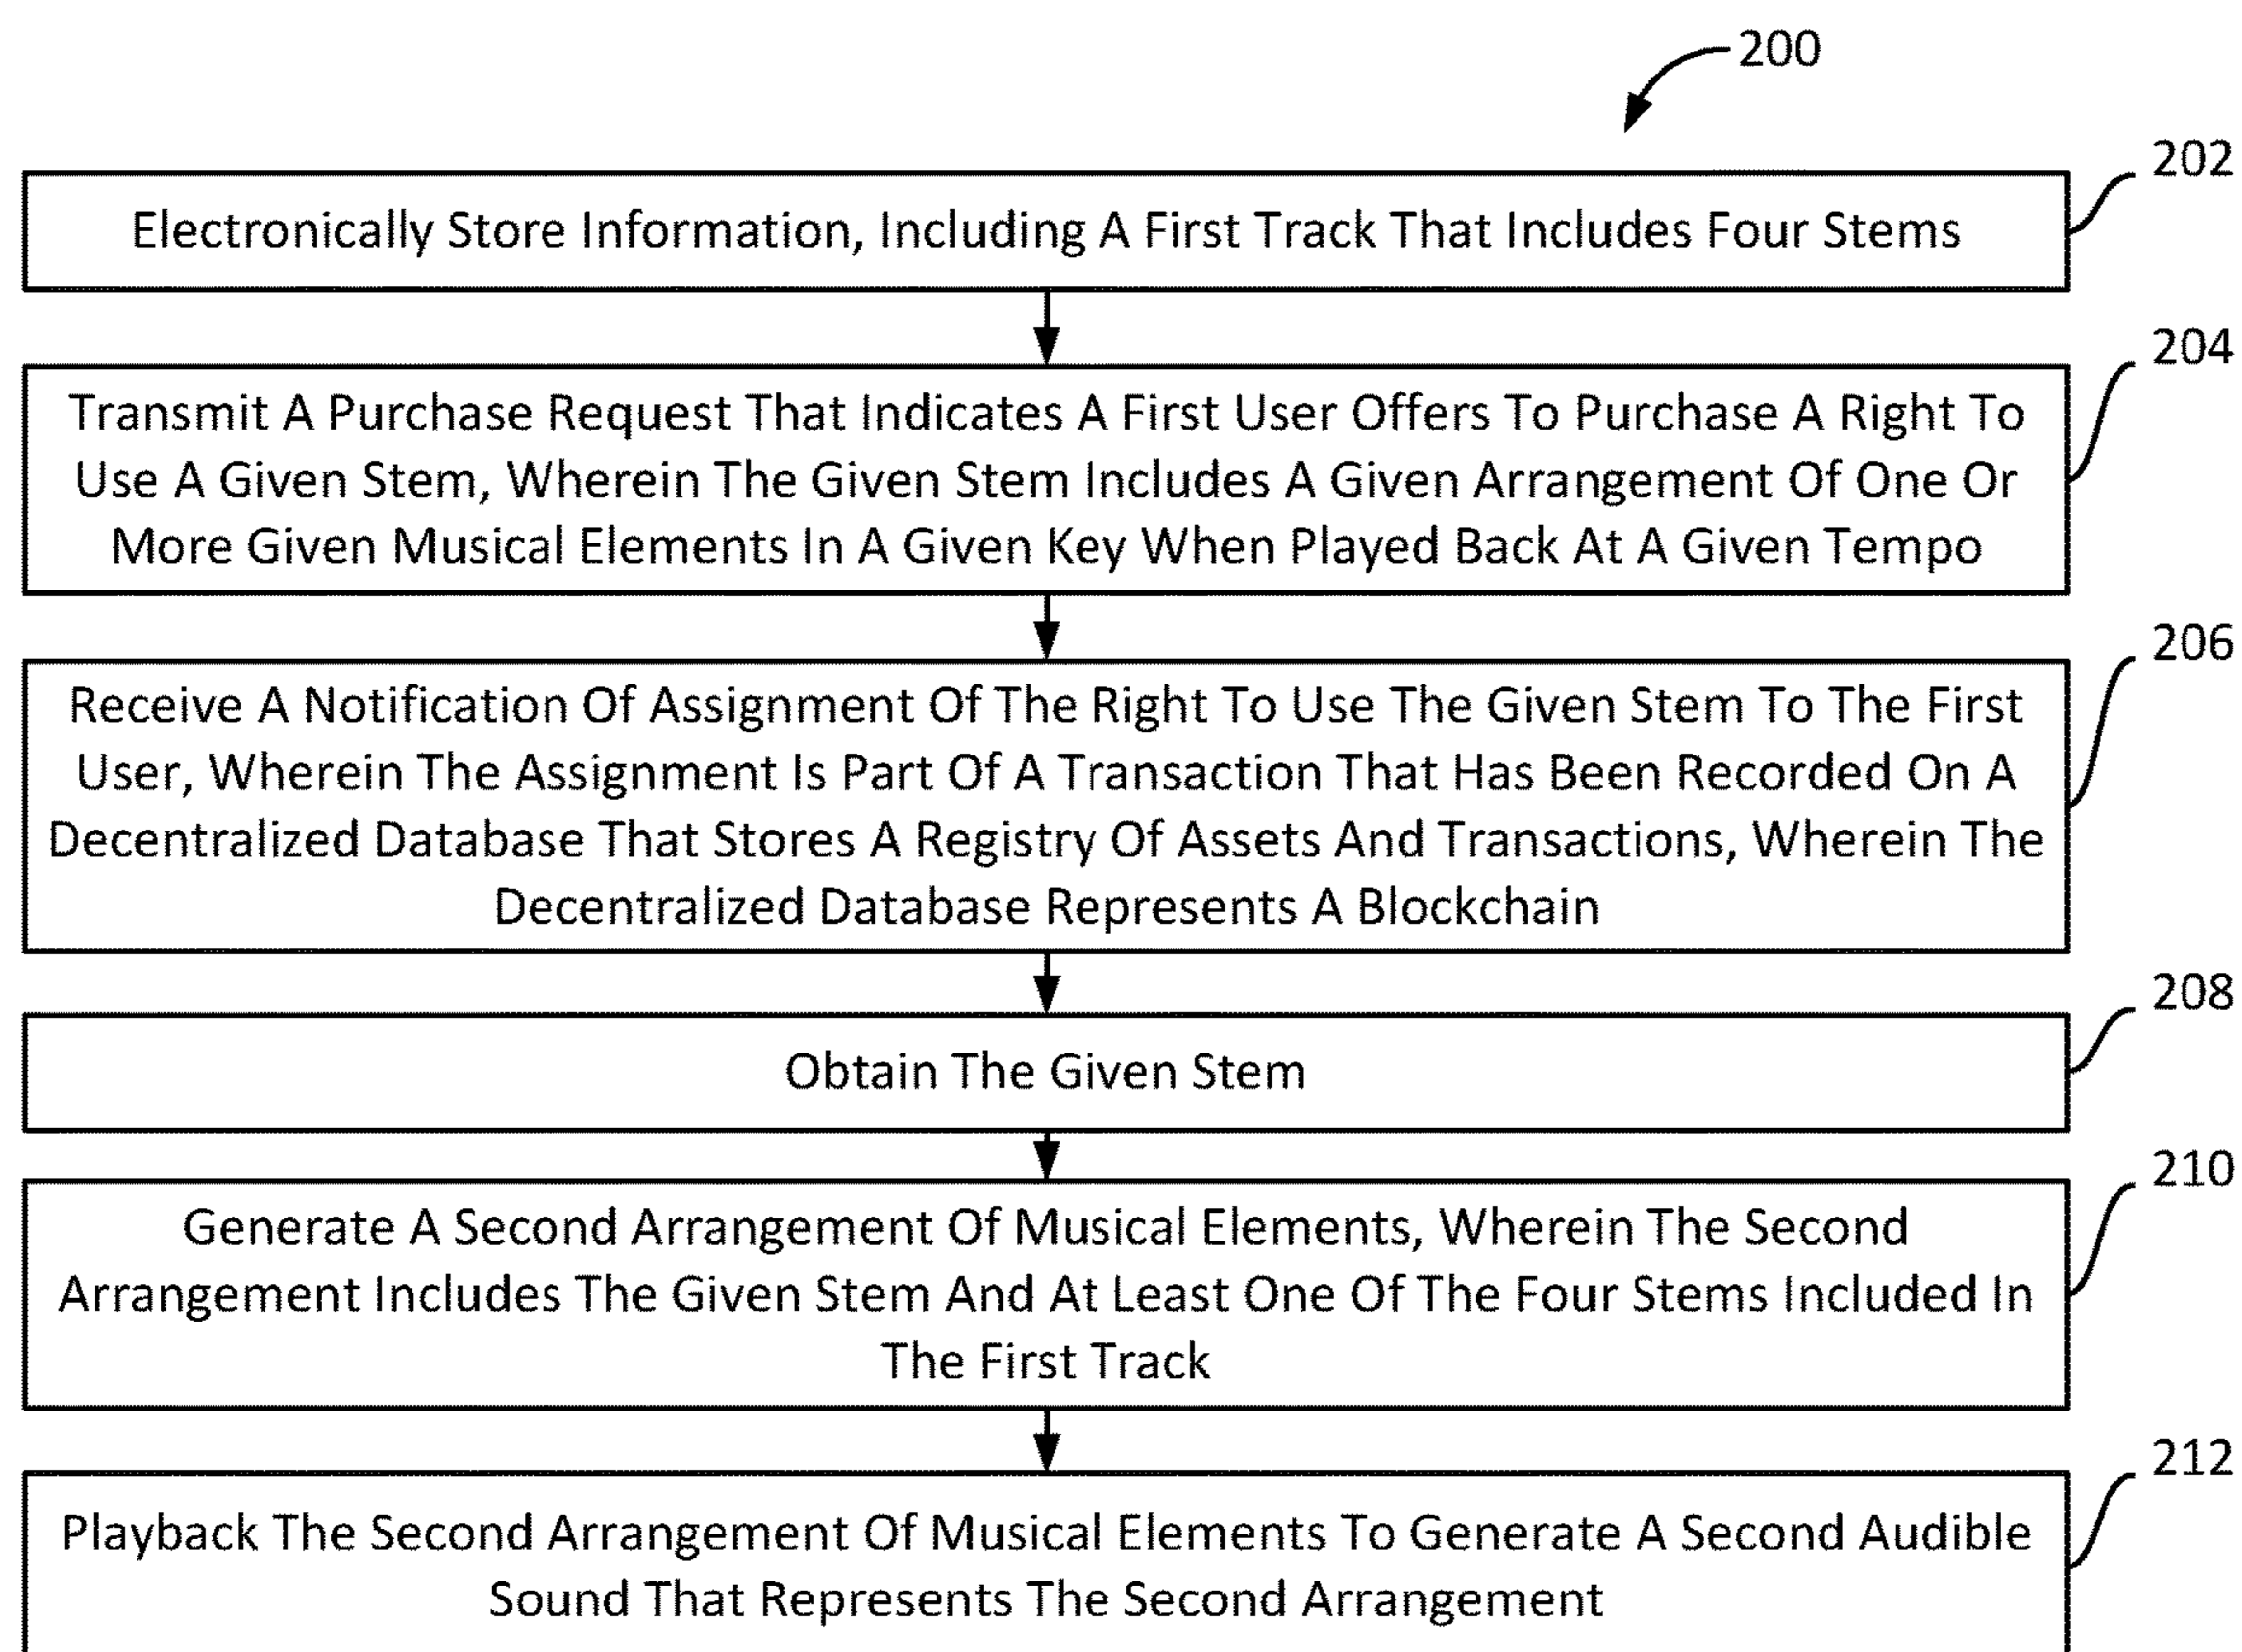 200
202
Electronically Store Information, Including A First Track That Includes Four Stems
204
Transmit A Purchase Request That Indicates A First User Offers To Purchase A Right To
Use A Given Stem, Wherein The Given Stem Includes A Given Arrangement Of One Or
More Given Musical Elements In A Given Key When Played Back At A Given Tempo
206
Receive A Notification Of Assignment Of The Right To Use The Given Stem To The First
User, Wherein The Assignment Is Part Of A Transaction That Has Been Recorded On A
Decentralized Database That Stores A Registry Of Assets And Transactions, Wherein The
Decentralized Database Represents A Blockchain
208
Obtain The Given Stem
210
Generate A Second Arrangement Of Musical Elements, Wherein The Second
Arrangement Includes The Given Stem And At Least One Of The Four Stems Included In
The First Track
212
Playback The Second Arrangement Of Musical Elements To Generate A Second Audible
Sound That Represents The Second Arrangement